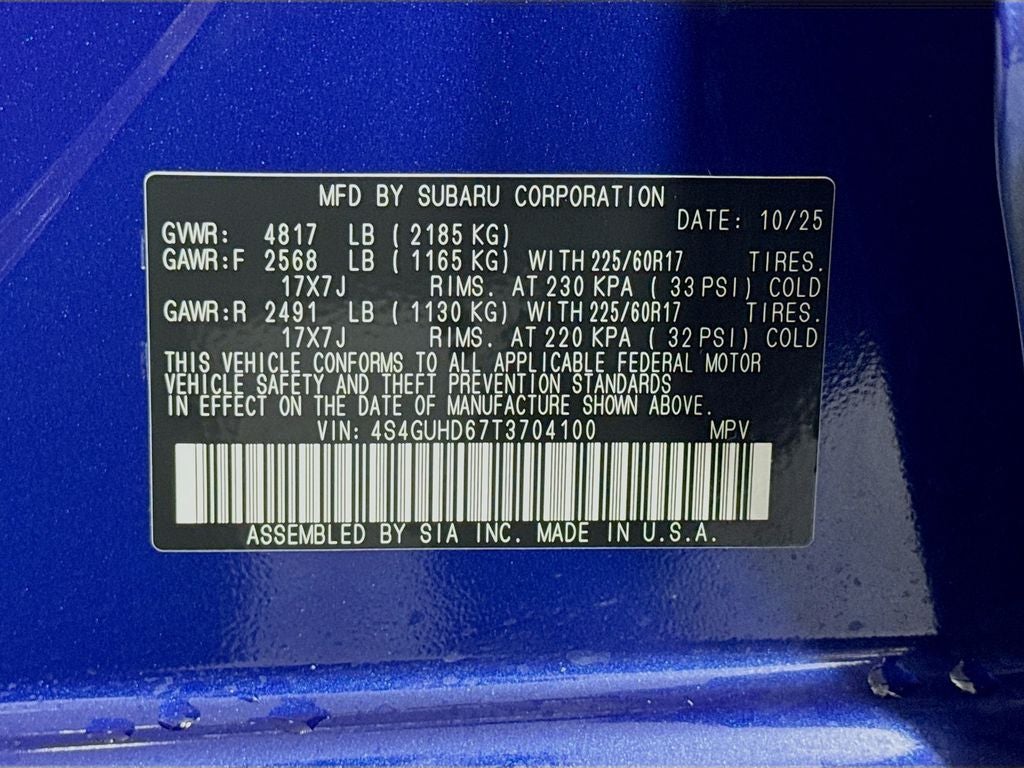 MFD BY SUBARU CORPORATION
DATE: 10/25
GVWR: 4817 LB ( 2185 KG)
GAWR:F 2568 LB ( 1165 KG) WITH 225/60R17 TIRES.
17X7J RIMS. AT 230 KPA ( 33 PSI) COLD
GAWR:R 2491 LB ( 1130 KG) WITH 225/60R17 TIRES.
17X7J RIMS. AT 220 KPA ( 32 PSI) COLD
THIS VEHICLE CONFORMS TO ALL APPLICABLE FEDERAL MOTOR
VEHICLE SAFETY AND THEFT PREVENTION STANDARDS
IN EFFECT ON THE DATE OF MANUFACTURE SHOWN ABOVE.
VIN: 4S4GUHD67T3704100 MPV
ASSEMBLED BY SIA INC. MADE IN U.S.A.